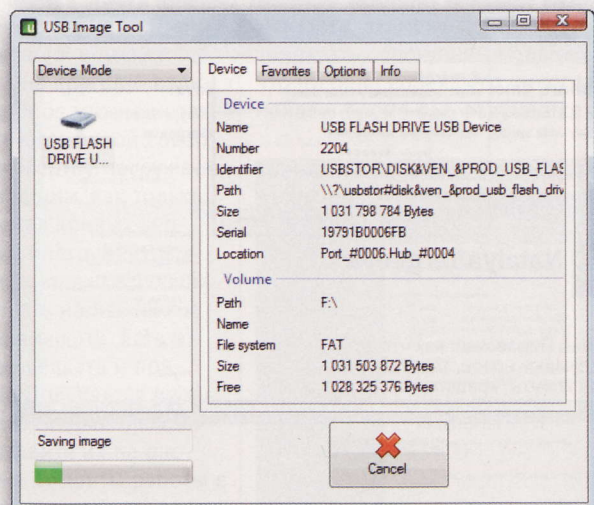 USB Image Tool
Device Mode
Device Favorites Options Info
USB FLASH
DRIVE U...
Device
Name USB FLASH DRIVE USB Device
Number 2204
Identifier USBSTOR\DISK&VEN_&PROD_USB_FLAS
Path \\?\usbstor#disk&ven_&prod_usb_flash_driv
Size 1 031 798 784 Bytes
Serial 19791B0006FB
Location Port_#0006.Hub_#0004
Volume
Path F:\
Name
File system FAT
Size 1 031 503 872 Bytes
Free 1 028 325 376 Bytes
Saving image
Cancel